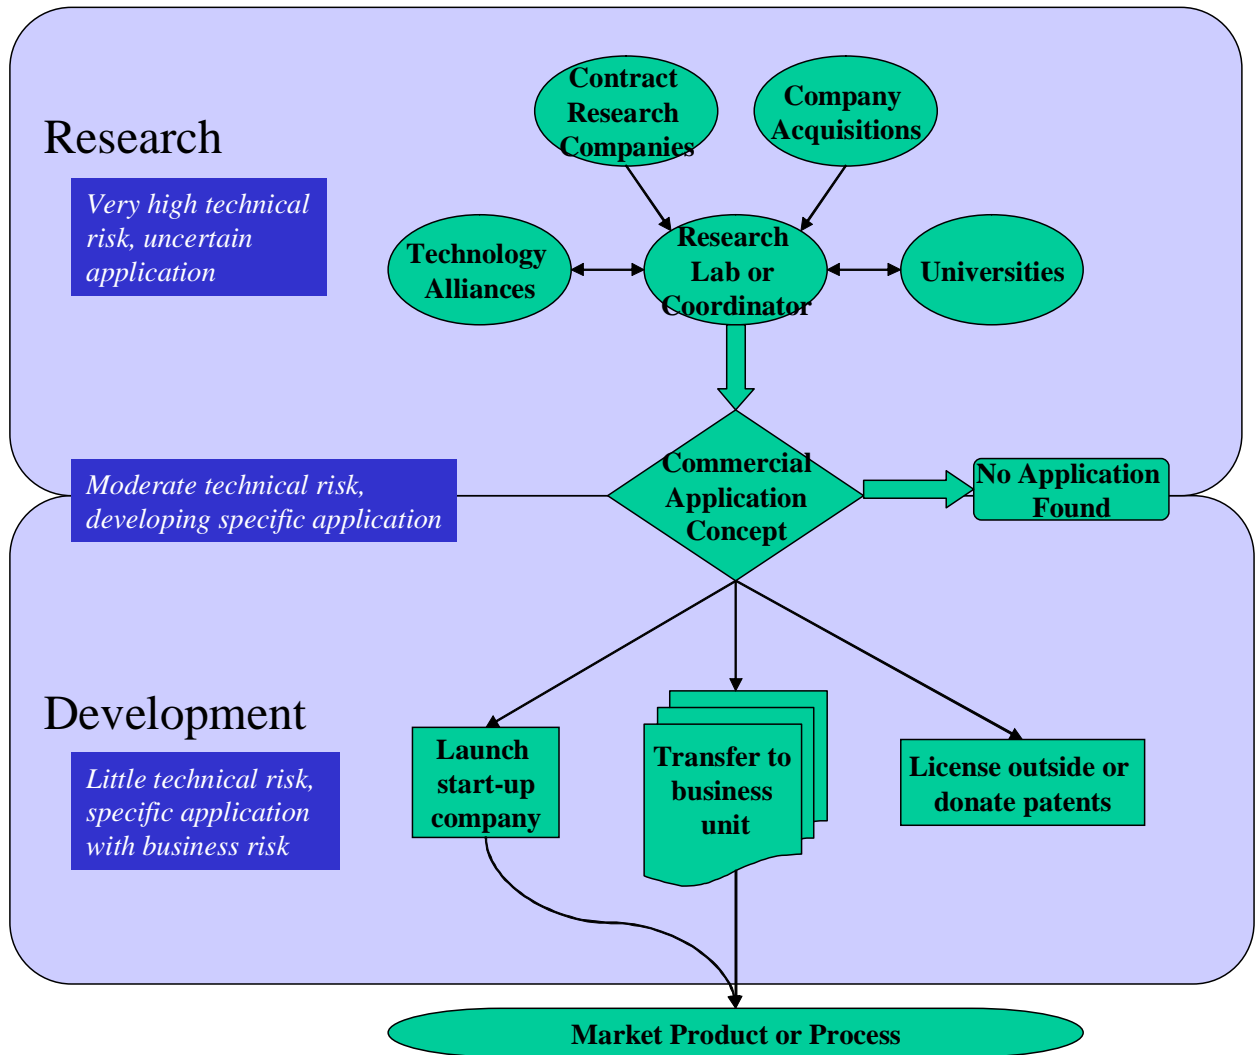 Contract
Research
Companies
Company
Acquisitions
Research
Very high technical
risk, uncertain
application
Technology
Alliances
Research
Lab or
Coordinator
Universities
Moderate technical risk,
developing specific application
Commercial
Application
Concept
No Application
Found
Development
Little technical risk,
specific application
with business risk
Launch
start-up
company
Transfer to
business
unit
License outside or
donate patents
Market Product or Process